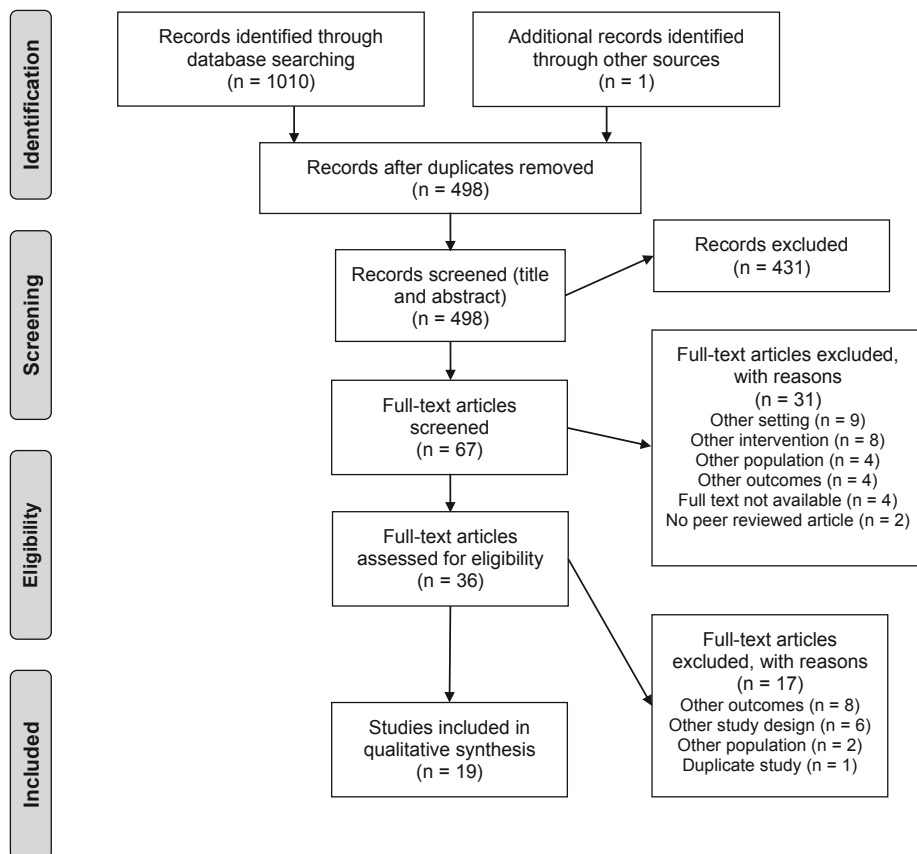 Identification
Records identified through
database searching
(n = 1010)
Additional records identified
through other sources
(n = 1)
Records after duplicates removed
(n = 498)
Screening
Records screened (title
and abstract)
(n = 498)
Records excluded
(n = 431)
Full-text articles
screened
(n = 67)
Full-text articles excluded,
with reasons
(n = 31)
Other setting (n = 9)
Other intervention (n = 8)
Other population (n = 4)
Other outcomes (n = 4)
Full text not available (n = 4)
No peer reviewed article (n = 2)
Eligibility
Full-text articles
assessed for eligibility
(n = 36)
Full-text articles
excluded, with reasons
(n = 17)
Other outcomes (n = 8)
Other study design (n = 6)
Other population (n = 2)
Duplicate study (n = 1)
Included
Studies included in
qualitative synthesis
(n = 19)